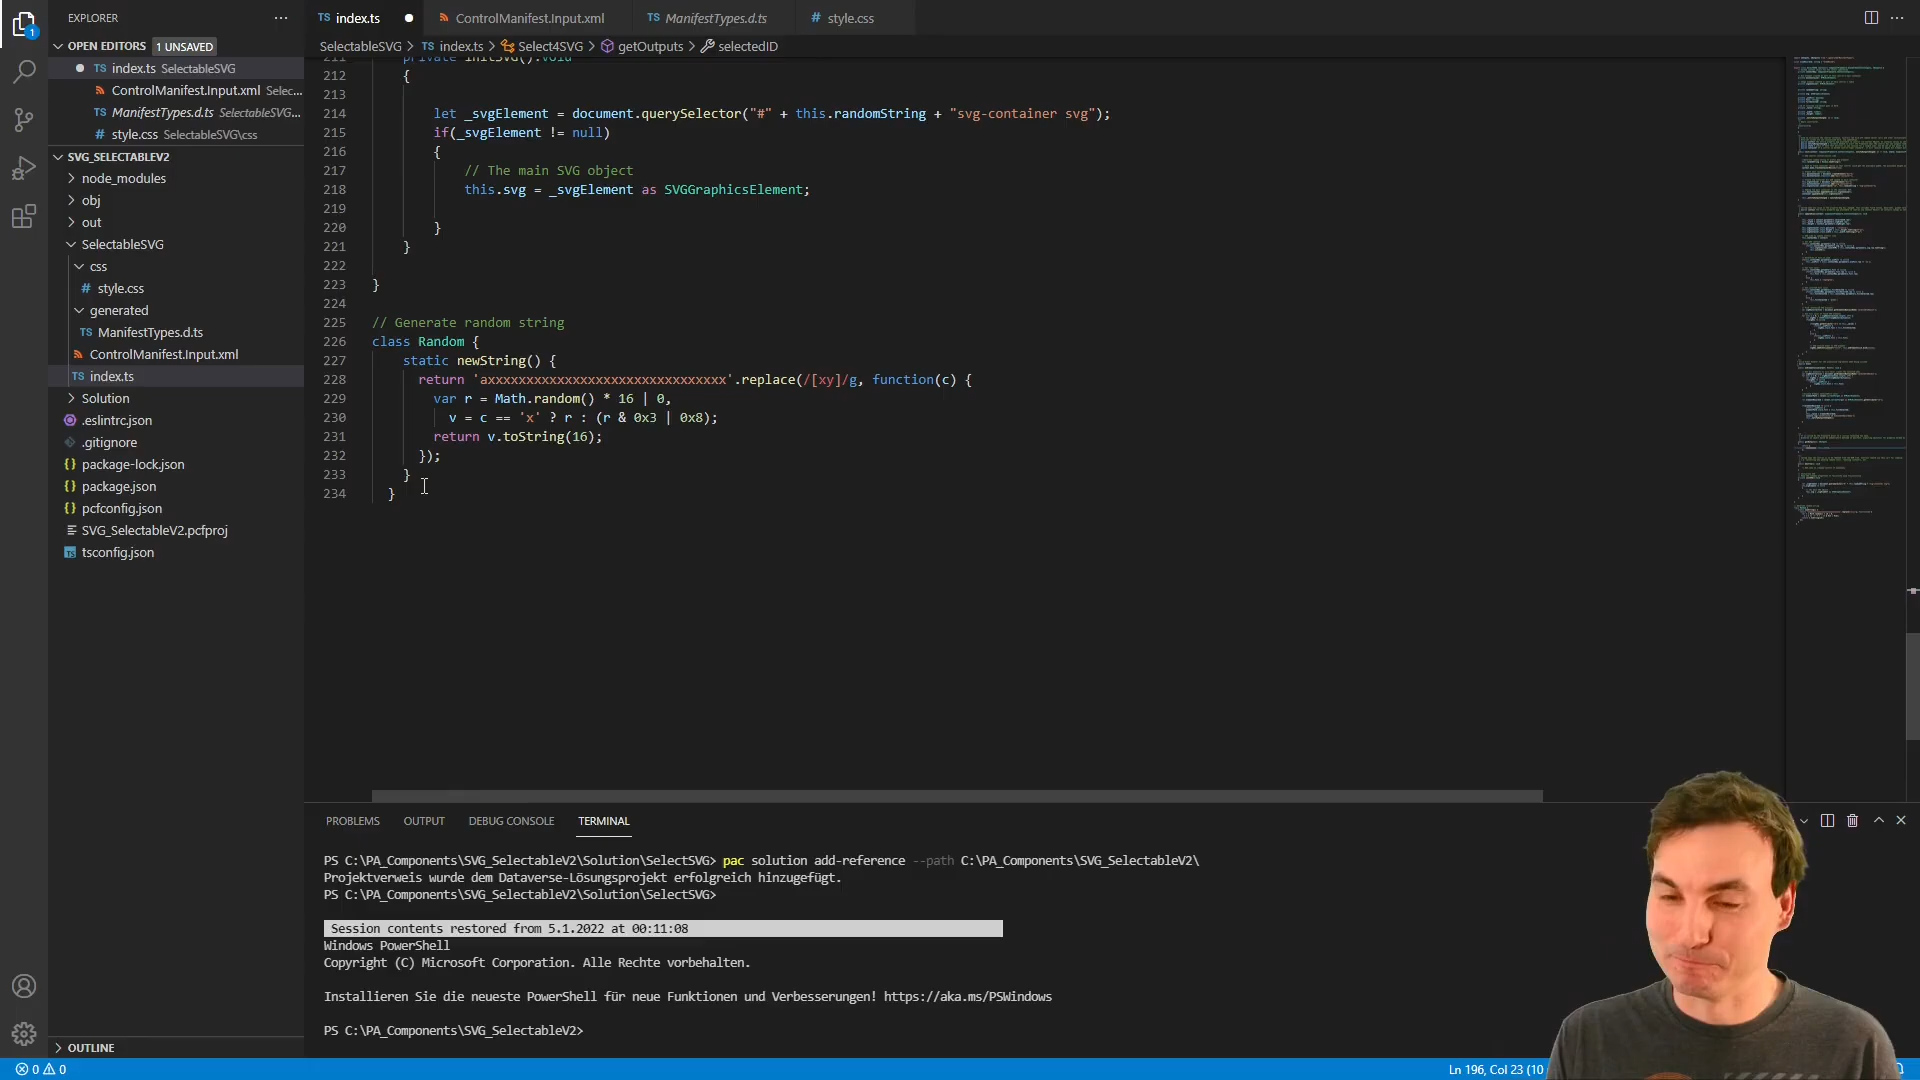 EXPLORER
OPEN EDITORS 1 UNSAVED
TS index.ts SelectableSVG
ControlManifest.Input.xml Selec...
TS ManifestTypes.d.ts SelectableSVG...
# style.css SelectableSVG\css
SVG_SELECTABLEV2
node_modules
obj
out
SelectableSVG
css
# style.css
generated
TS ManifestTypes.d.ts
ControlManifest.Input.xml
TS index.ts
Solution
.eslintrc.json
.gitignore
{} package-lock.json
{} package.json
{} pcfconfig.json
SVG_SelectableV2.pcfproj
TS tsconfig.json
OUTLINE
1
TS index.ts
ControlManifest.Input.xml
TS ManifestTypes.d.ts
# style.css
SelectableSVG > TS index.ts > Select4SVG > getOutputs > selectedID
211 private initSVG():void
212 {
213
214 let _svgElement = document.querySelector("#" + this.randomString + "svg-container svg");
215 if(_svgElement != null)
216 {
217 // The main SVG object
218 this.svg = _svgElement as SVGGraphicsElement;
219
220 }
221 }
222
223 }
224
225 // Generate random string
226 class Random {
227 static newString() {
228 return 'axxxxxxxxxxxxxxxxxxxxxxxxxxxxxxx'.replace(/[xy]/g, function(c) {
229 var r = Math.random() * 16 | 0,
230 v = c == 'x' ? r : (r & 0x3 | 0x8);
231 return v.toString(16);
232 });
233 }
234 }
PROBLEMS OUTPUT DEBUG CONSOLE TERMINAL
PS C:\PA_Components\SVG_SelectableV2\Solution\SelectSVG> pac solution add-reference --path C:\PA_Components\SVG_SelectableV2\
Projektverweis wurde dem Dataverse-Lösungsprojekt erfolgreich hinzugefügt.
PS C:\PA_Components\SVG_SelectableV2\Solution\SelectSVG>
Session contents restored from 5.1.2022 at 00:11:08
Windows PowerShell
Copyright (C) Microsoft Corporation. Alle Rechte vorbehalten.
Installieren Sie die neueste PowerShell für neue Funktionen und Verbesserungen! https://aka.ms/PSWindows
PS C:\PA_Components\SVG_SelectableV2>
0 0
Ln 196, Col 23 (10